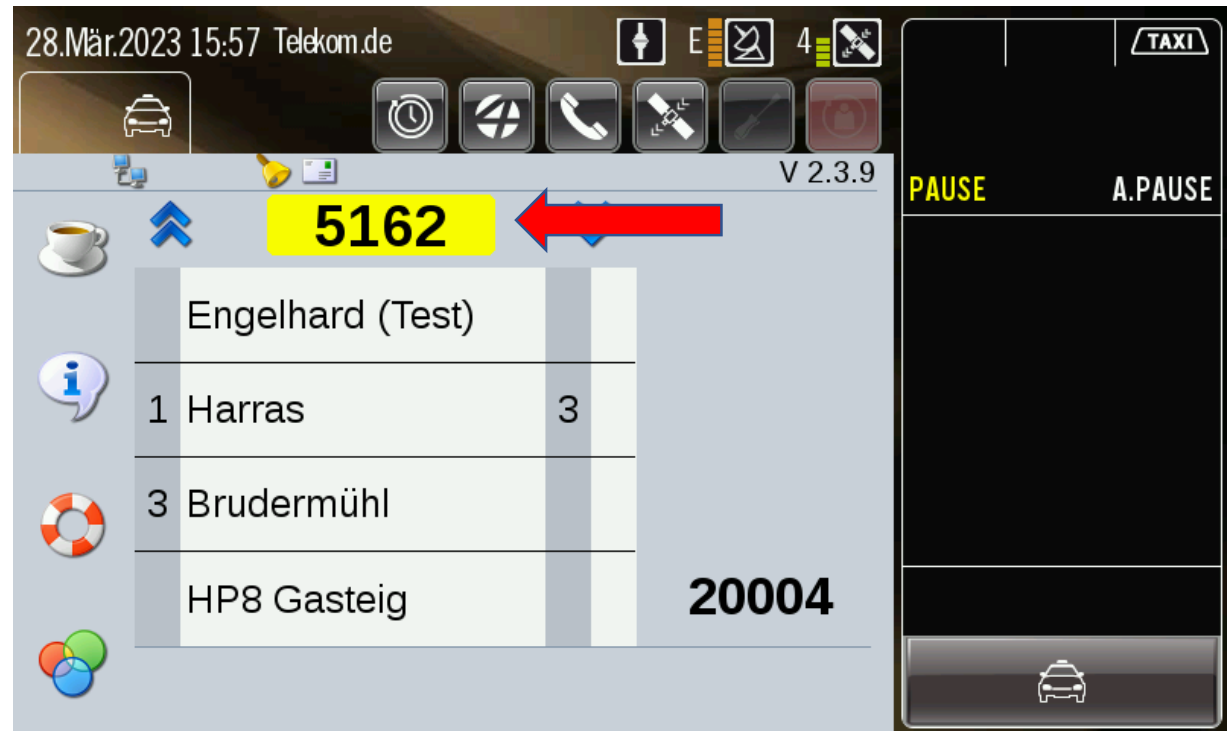 28.Mär.2023 15:57 Telekom.de
E 4
TAXI
V 2.3.9
PAUSE A.PAUSE
5162
Engelhard (Test)
1 Harras 3
3 Brudermühl
HP8 Gasteig
20004